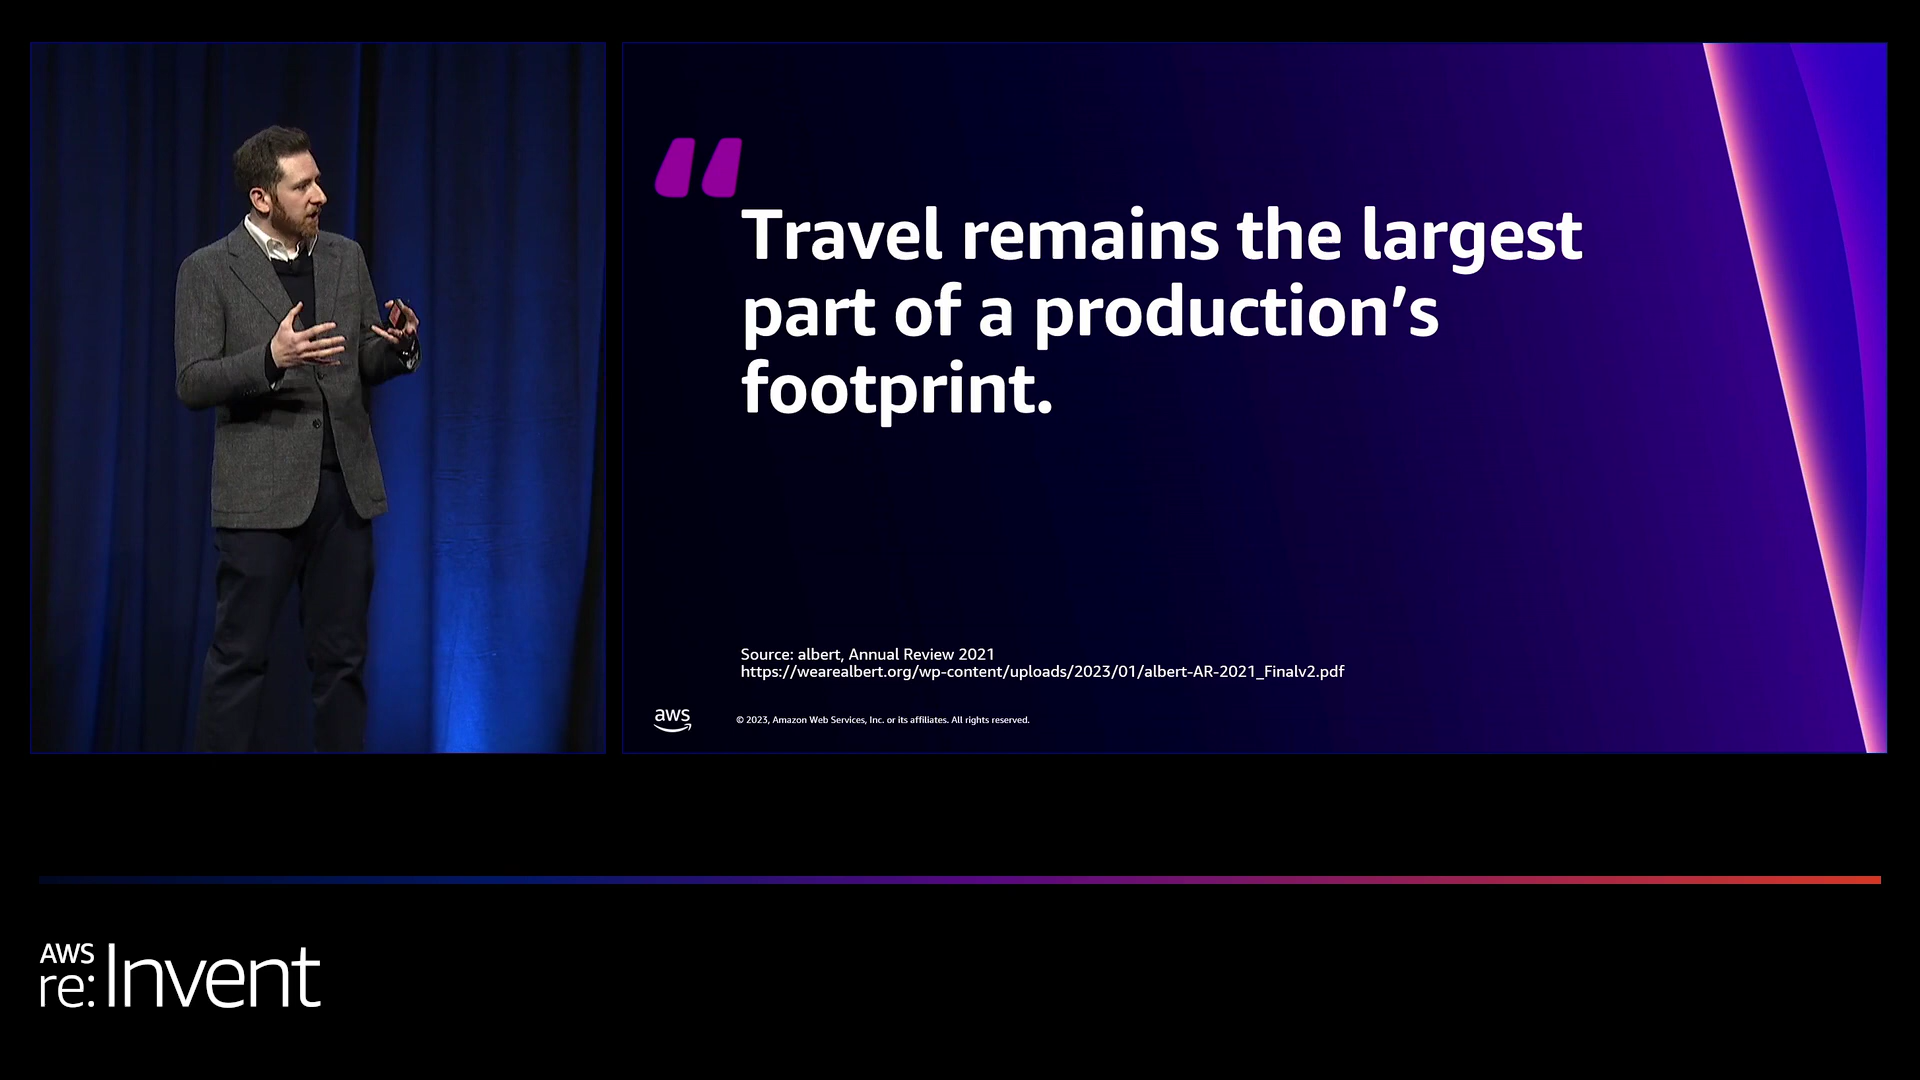 “
Travel remains the largest
part of a production’s
footprint.
Source: albert, Annual Review 2021
https://wearealbert.org/wp-content/uploads/2023/01/albert-AR-2021_Finalv2.pdf
aws
© 2023, Amazon Web Services, Inc. or its affiliates. All rights reserved.
AWS
re:Invent